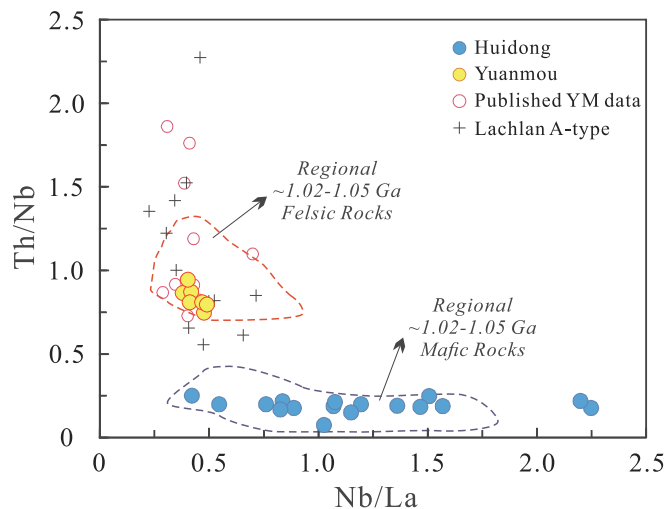 2.5
2.0
1.5
1.0
0.5
0
Th/Nb
Huidong
Yuanmou
Published YM data
Lachlan A-type
Regional
~1.02-1.05 Ga
Felsic Rocks
Regional
~1.02-1.05 Ga
Mafic Rocks
0
0.5
1.0
1.5
2.0
2.5
Nb/La